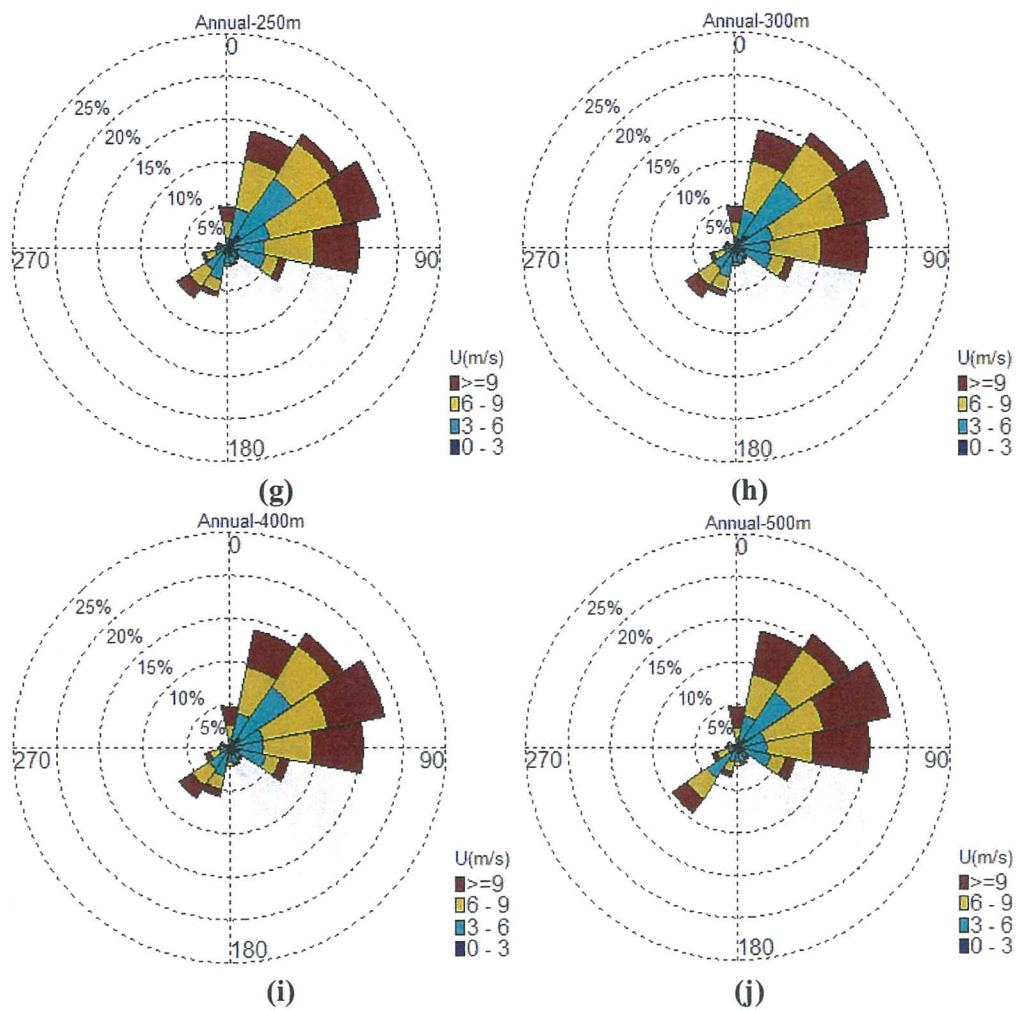 Annual-250m
0
25%
20%
15%
10%
5%
270
90
180
U(m/s)
>=9
6 - 9
3 - 6
0 - 3
(g)
Annual-300m
0
25%
20%
15%
10%
5%
270
90
180
U(m/s)
>=9
6 - 9
3 - 6
0 - 3
(h)
Annual-400m
0
25%
20%
15%
10%
5%
270
90
180
U(m/s)
>=9
6 - 9
3 - 6
0 - 3
(i)
Annual-500m
0
25%
20%
15%
10%
5%
270
90
180
U(m/s)
>=9
6 - 9
3 - 6
0 - 3
(j)